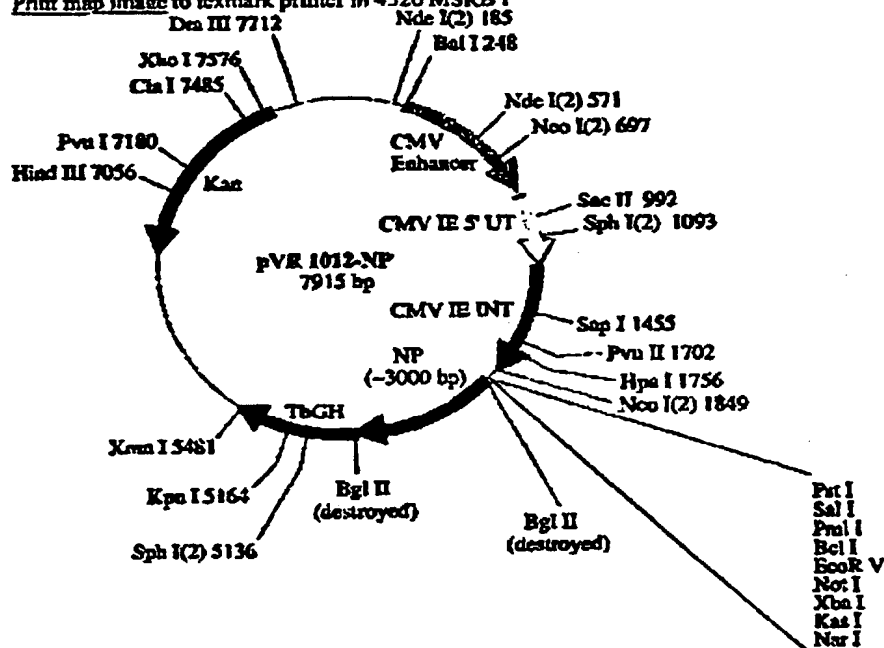 Print map image to lexmark printer in 4520 MSRB I
Dra III 7712
Nde I(2) 185
Bal I 248
Xho I 7576
Cla I 7485
Nde I(2) 571
Nco I(2) 697
CMV
Enhancer
Pvu I 7180
Hind III 7056
Kan
Sac II 992
CMV IE 5' UT
Sph I(2) 1093
pVR 1012-NP
7915 bp
CMV IE INT
Sap I 1455
Pvu II 1702
NP
(~3000 bp)
Hpa I 1756
Nco I(2) 1849
TbGH
Xmn I 5481
Kpn I 5164
Bgl II
(destroyed)
Sph I(2) 5136
Bgl II
(destroyed)
Pst I
Sal I
Pml I
Bcl I
EcoR V
Not I
Xba I
Kas I
Nar I